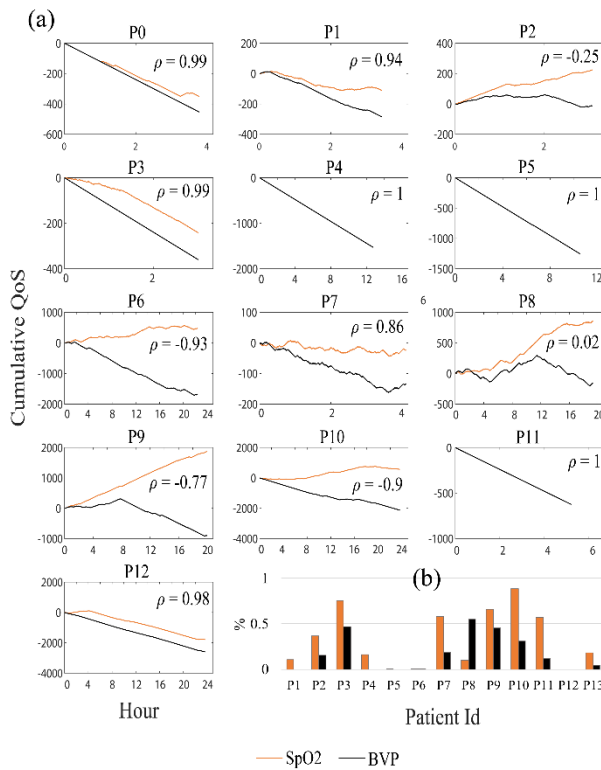 (a)
P0 P1 P2
0 -200 -400 -600
ρ = 0.99
0 2 4
200 0 -200 -400 -600
ρ = 0.94
0 2 4
800 600 400 200 0 -200
ρ = -0.25
0 2
P3 P4 P5
0 -200 -400
ρ = 0.99
2
0 -1000 -2000
ρ = 1
0 4 8 12 16
0 -500 -1000 -1500
ρ = 1
0 4 8 12
Cumulative QoS
P6 P7 P8
1000 0 -1000 -2000
ρ = -0.93
0 4 8 12 16 20 24
100 0 -100 -200
ρ = 0.86
0 2 4
6
1000 500 0 -500
ρ = 0.02
0 4 8 12 16 20
P9 P10 P11
2000 1000 0 -1000
ρ = -0.77
0 4 8 12 16 20
2000 0 -2000 -4000
ρ = -0.9
0 4 8 12 16 20 24
0 -500 -1000
ρ = 1
0 2 4 6
P12
2000 0 -2000 -4000
ρ = 0.98
0 4 8 12 16 20 24
Hour
(b)
1 0.5 0
%
P1 P2 P3 P4 P5 P6 P7 P8 P9 P10 P11 P12 P13
Patient Id
SpO2 BVP